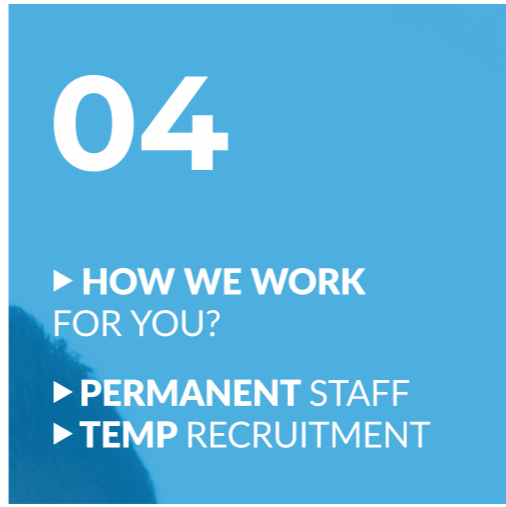 04
▶ HOW WE WORK
FOR YOU?
▶ PERMANENT STAFF
▶ TEMP RECRUITMENT